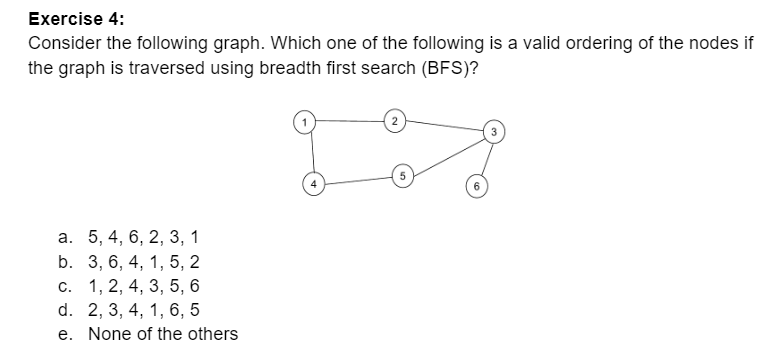 Exercise 4:
Consider the following graph. Which one of the following is a valid ordering of the nodes if
the graph is traversed using breadth first search (BFS)?
1
2
3
4
5
6
a. 5, 4, 6, 2, 3, 1
b. 3, 6, 4, 1, 5, 2
c. 1, 2, 4, 3, 5, 6
d. 2, 3, 4, 1, 6, 5
e. None of the others